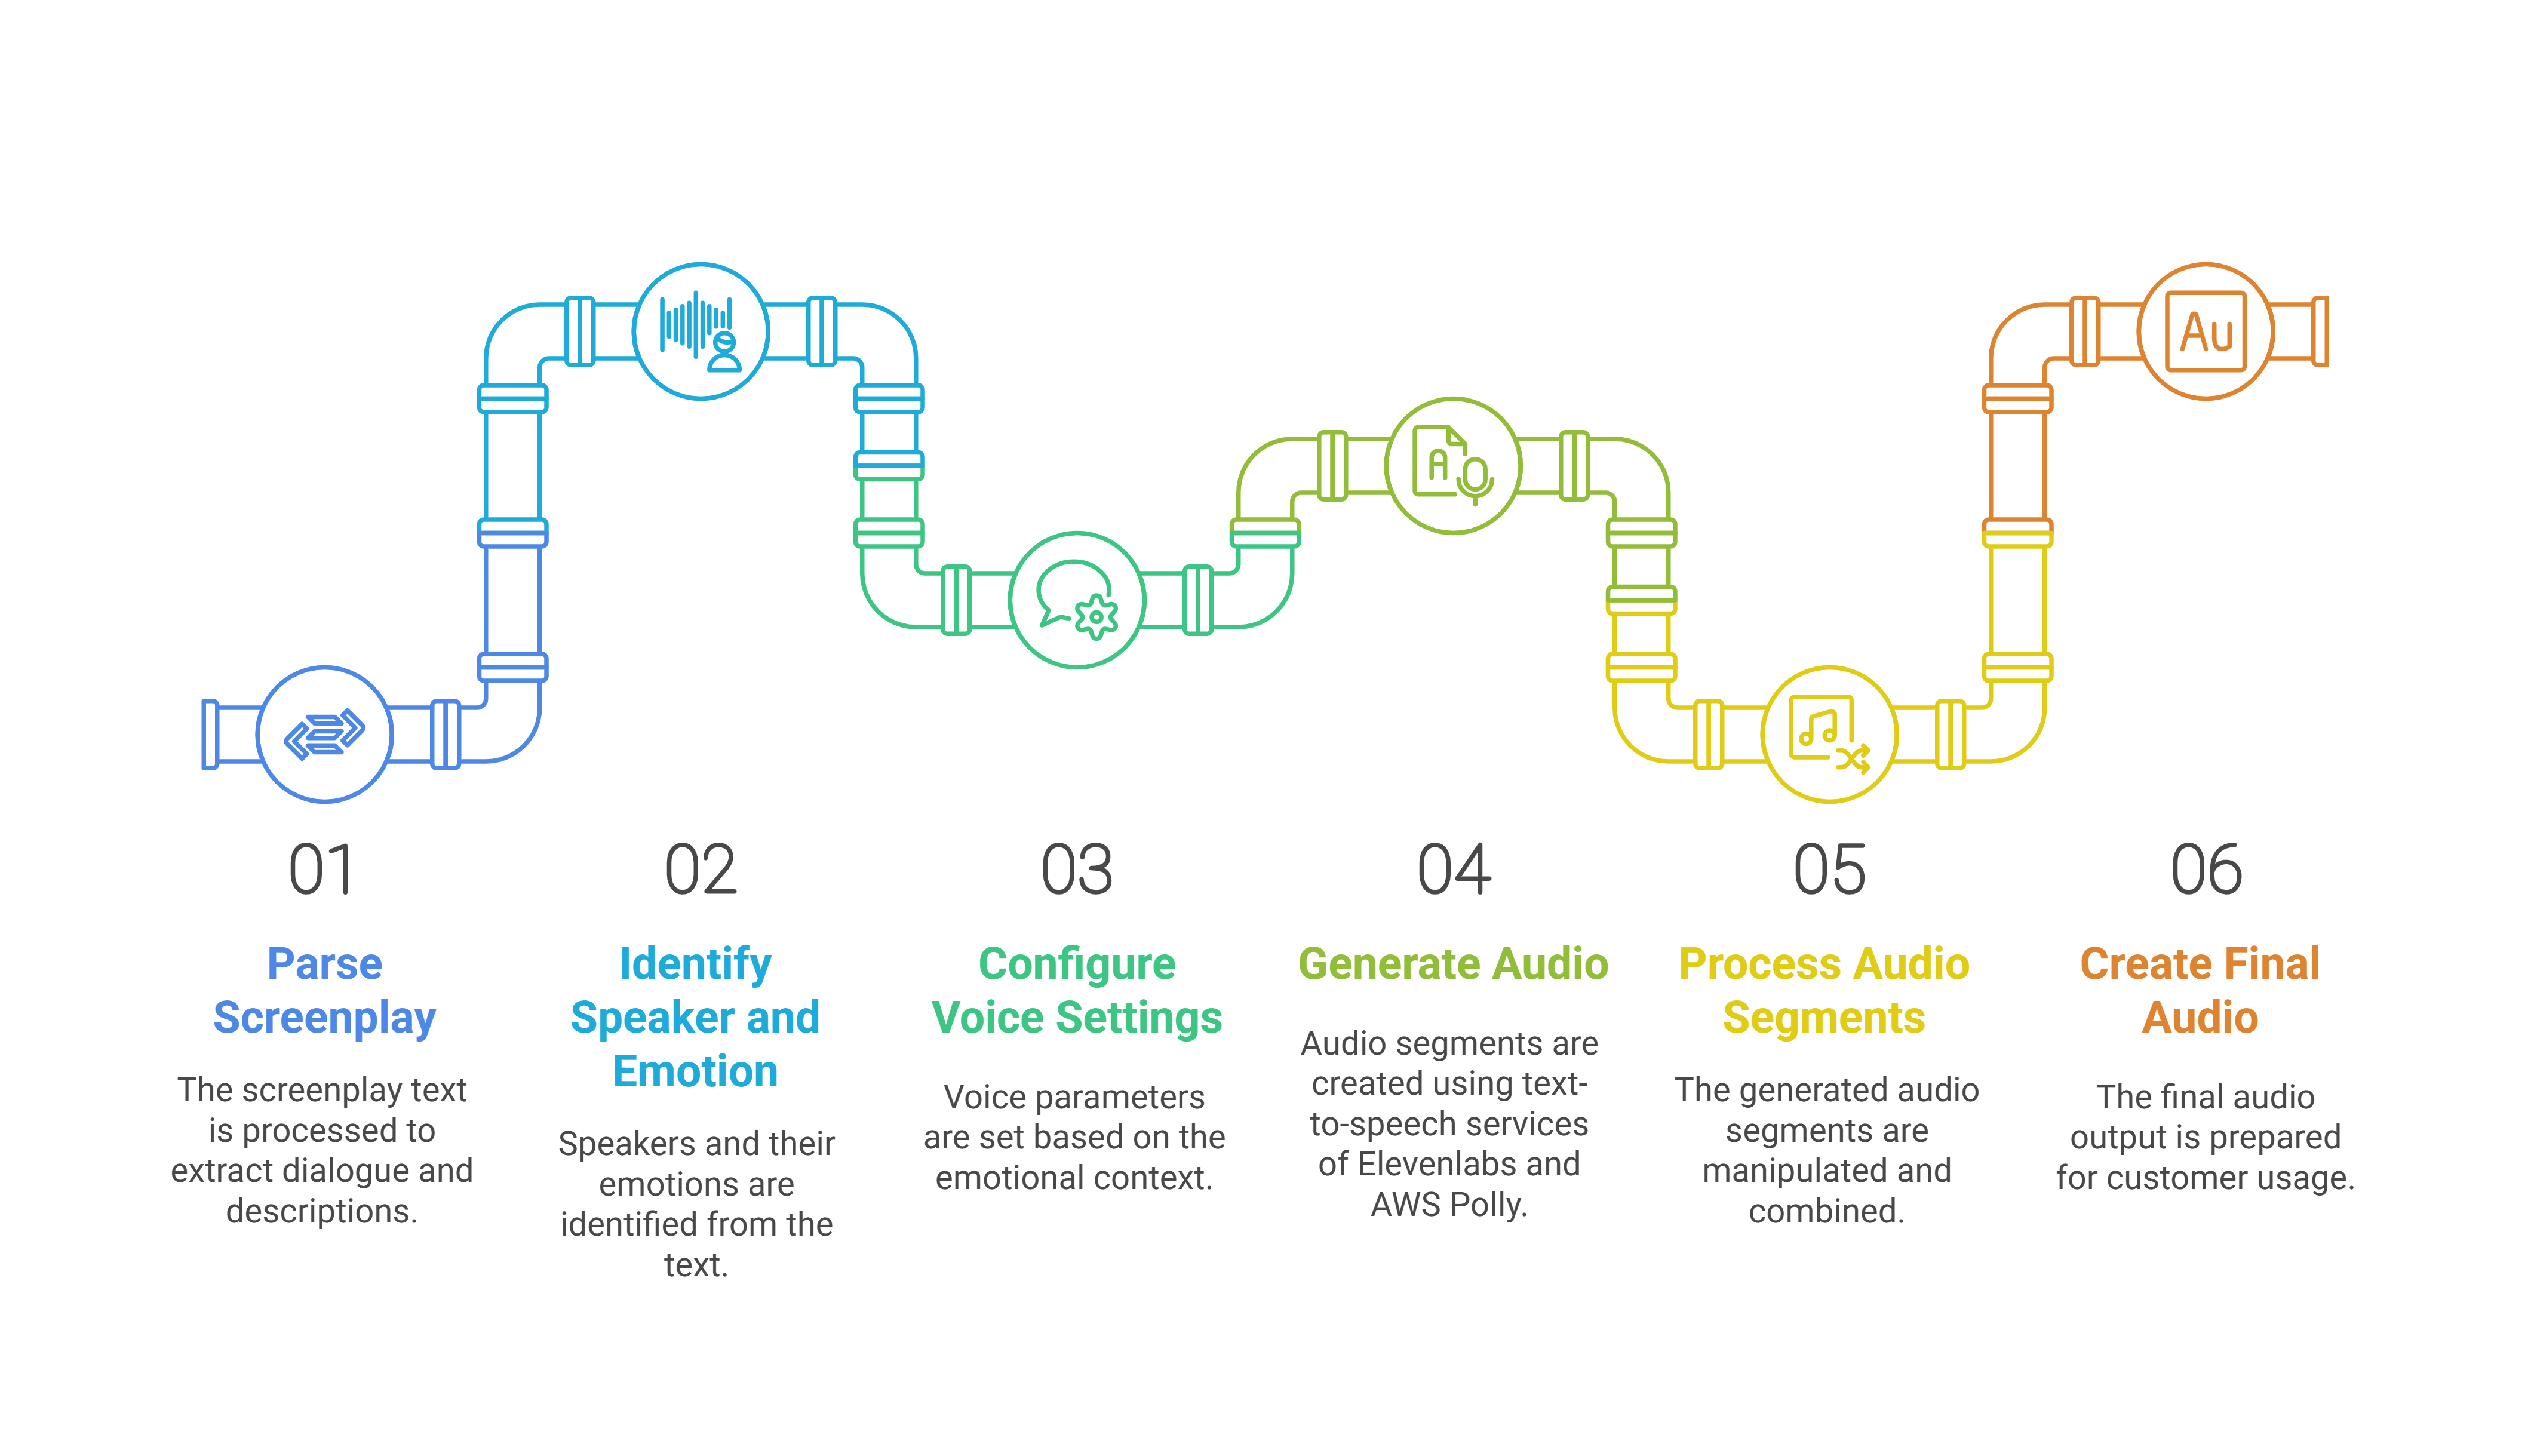 Au
A
01
Parse
Screenplay
The screenplay text
is processed to
extract dialogue and
descriptions.
02
Identify
Speaker and
Emotion
Speakers and their
emotions are
identified from the
text.
03
Configure
Voice Settings
Voice parameters
are set based on the
emotional context.
04
Generate Audio
Audio segments are
created using text-
to-speech services
of Elevenlabs and
AWS Polly.
05
Process Audio
Segments
The generated audio
segments are
manipulated and
combined.
06
Create Final
Audio
The final audio
output is prepared
for customer usage.